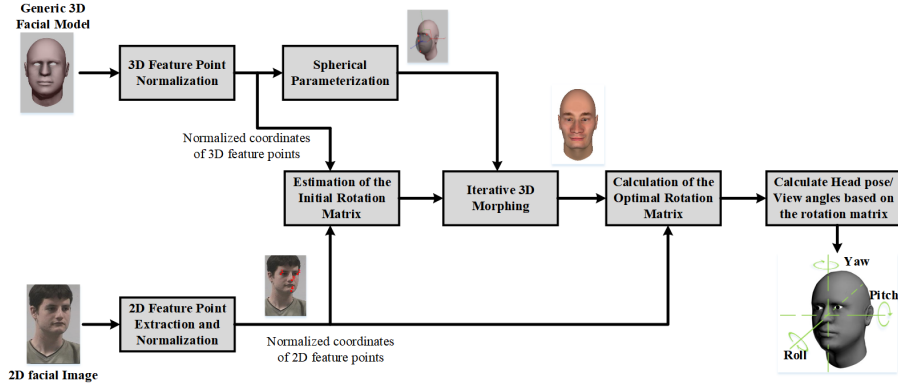 Generic 3D
Facial Model
3D Feature Point
Normalization
Spherical
Parameterization
Normalized coordinates
of 3D feature points
Estimation of the
Initial Rotation
Matrix
Iterative 3D
Morphing
Calculation of the
Optimal Rotation
Matrix
Calculate Head pose/
View angles based on
the rotation matrix
2D Feature Point
Extraction and
Normalization
Normalized coordinates
of 2D feature points
2D facial Image
Yaw
Pitch
Roll